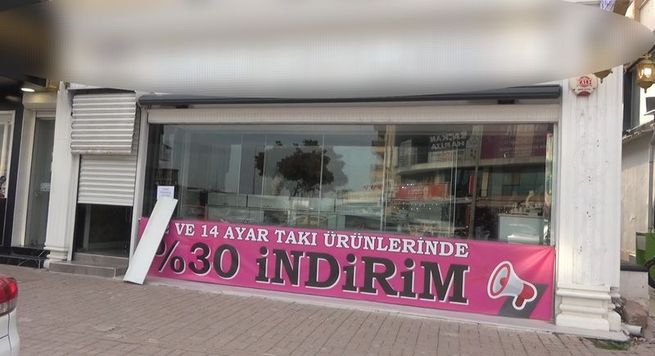 VE 14 AYAR TAKI ÜRÜNLERİNDE
%30 İNDİRİM